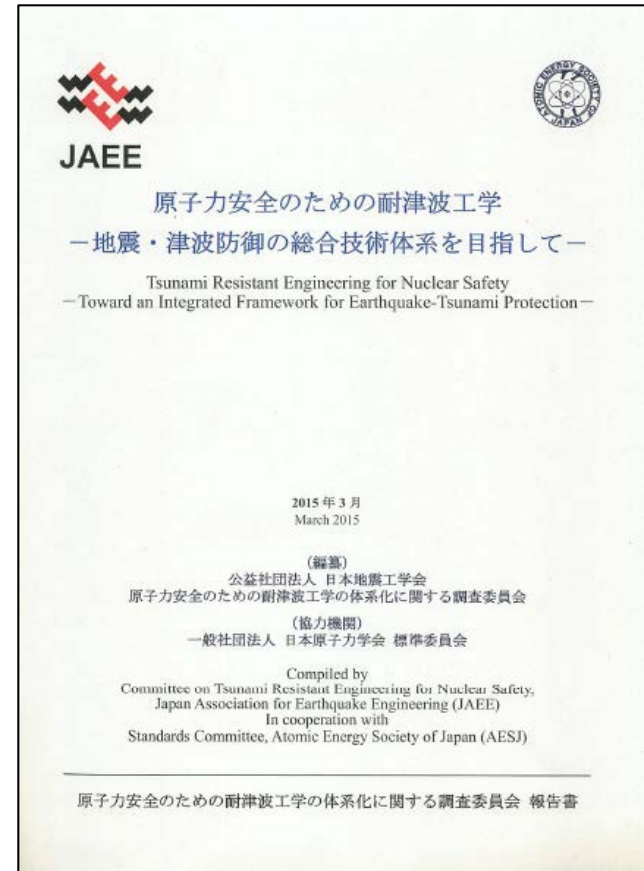 JAEE
ATOMIC ENERGY SOCIETY OF JAPAN
原子力安全のための耐津波工学
－地震・津波防御の総合技術体系を目指して－
Tsunami Resistant Engineering for Nuclear Safety
－Toward an Integrated Framework for Earthquake-Tsunami Protection－
2015年3月
March 2015
(編纂)
公益社団法人 日本地震工学会
原子力安全のための耐津波工学の体系化に関する調査委員会
(協力機関)
一般社団法人 日本原子力学会 標準委員会
Compiled by
Committee on Tsunami Resistant Engineering for Nuclear Safety,
Japan Association for Earthquake Engineering (JAEE)
In cooperation with
Standards Committee, Atomic Energy Society of Japan (AESJ)
原子力安全のための耐津波工学の体系化に関する調査委員会 報告書